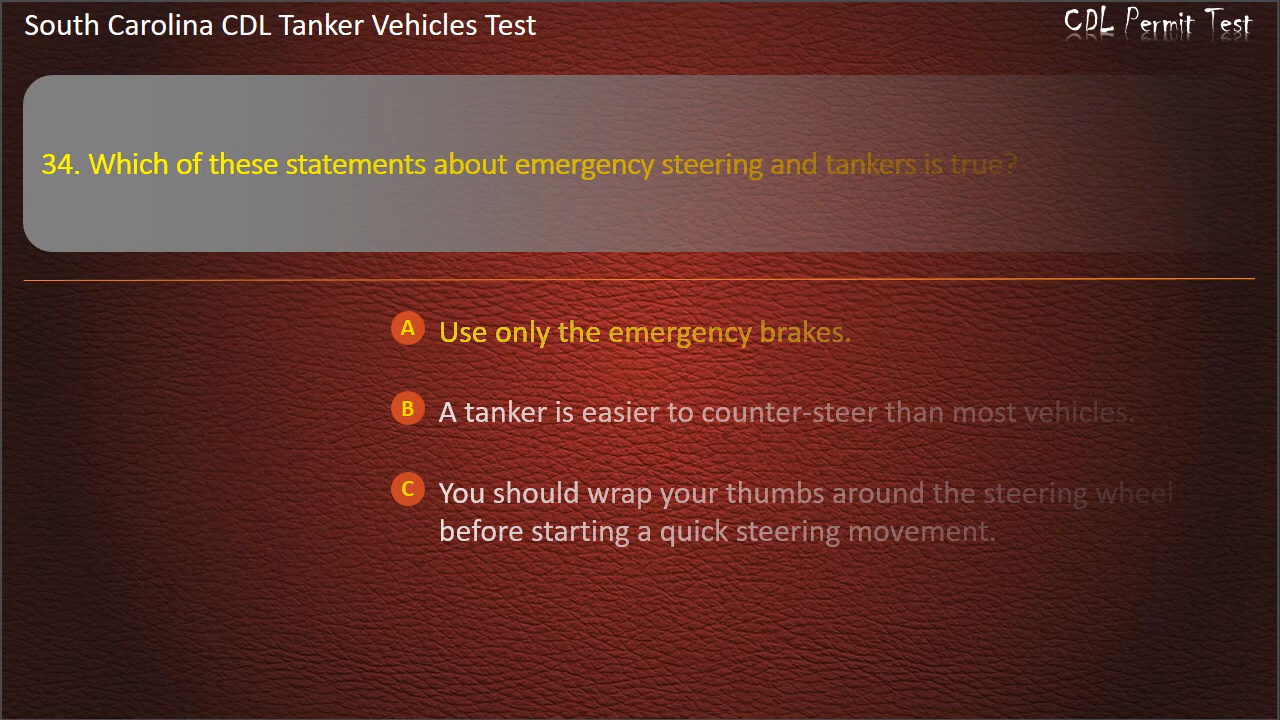 South Carolina CDL Tanker Vehicles Test
CDL Permit Test
34. Which of these statements about emergency steering and tankers is true?
A Use only the emergency brakes.
B A tanker is easier to counter-steer than most vehicles.
C You should wrap your thumbs around the steering wheel
before starting a quick steering movement.